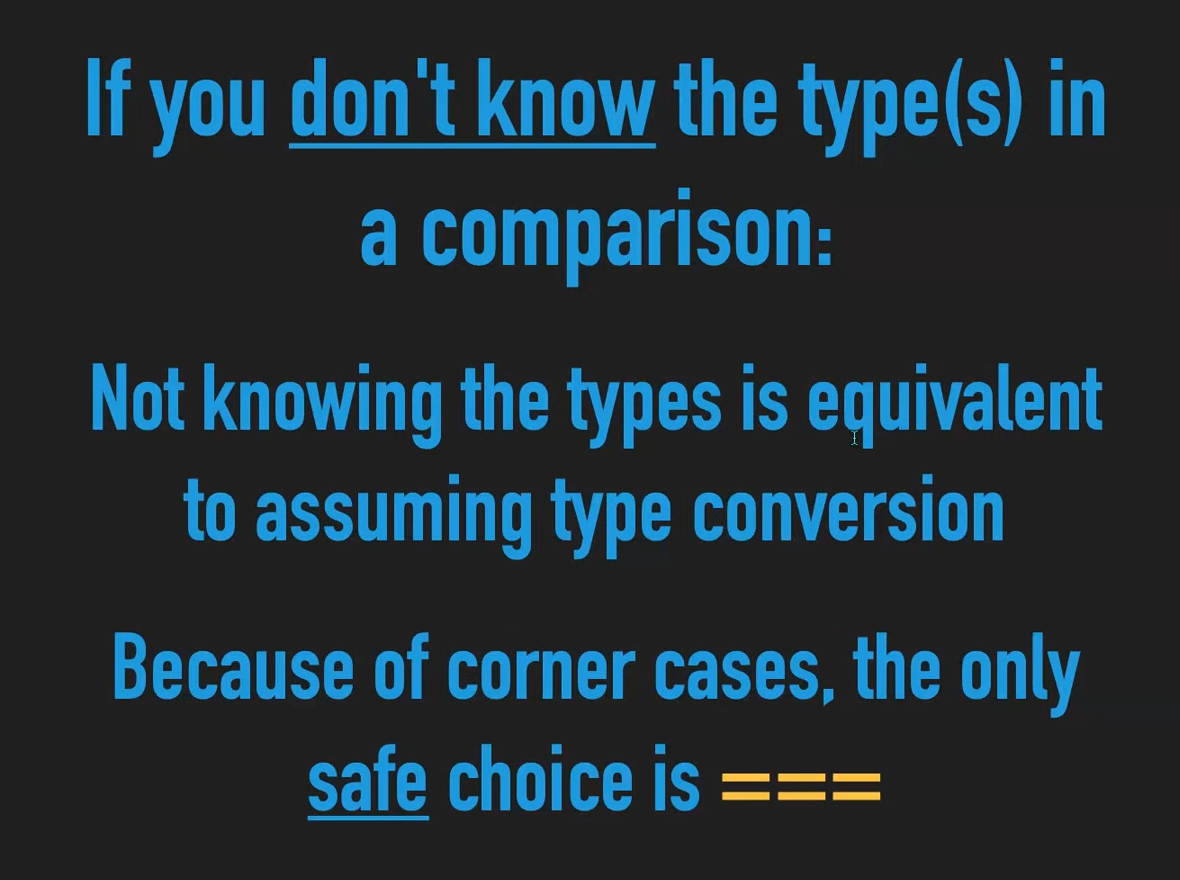 If you don't know the type(s) in
a comparison:
Not knowing the types is equivalent
to assuming type conversion
Because of corner cases, the only
safe choice is ===